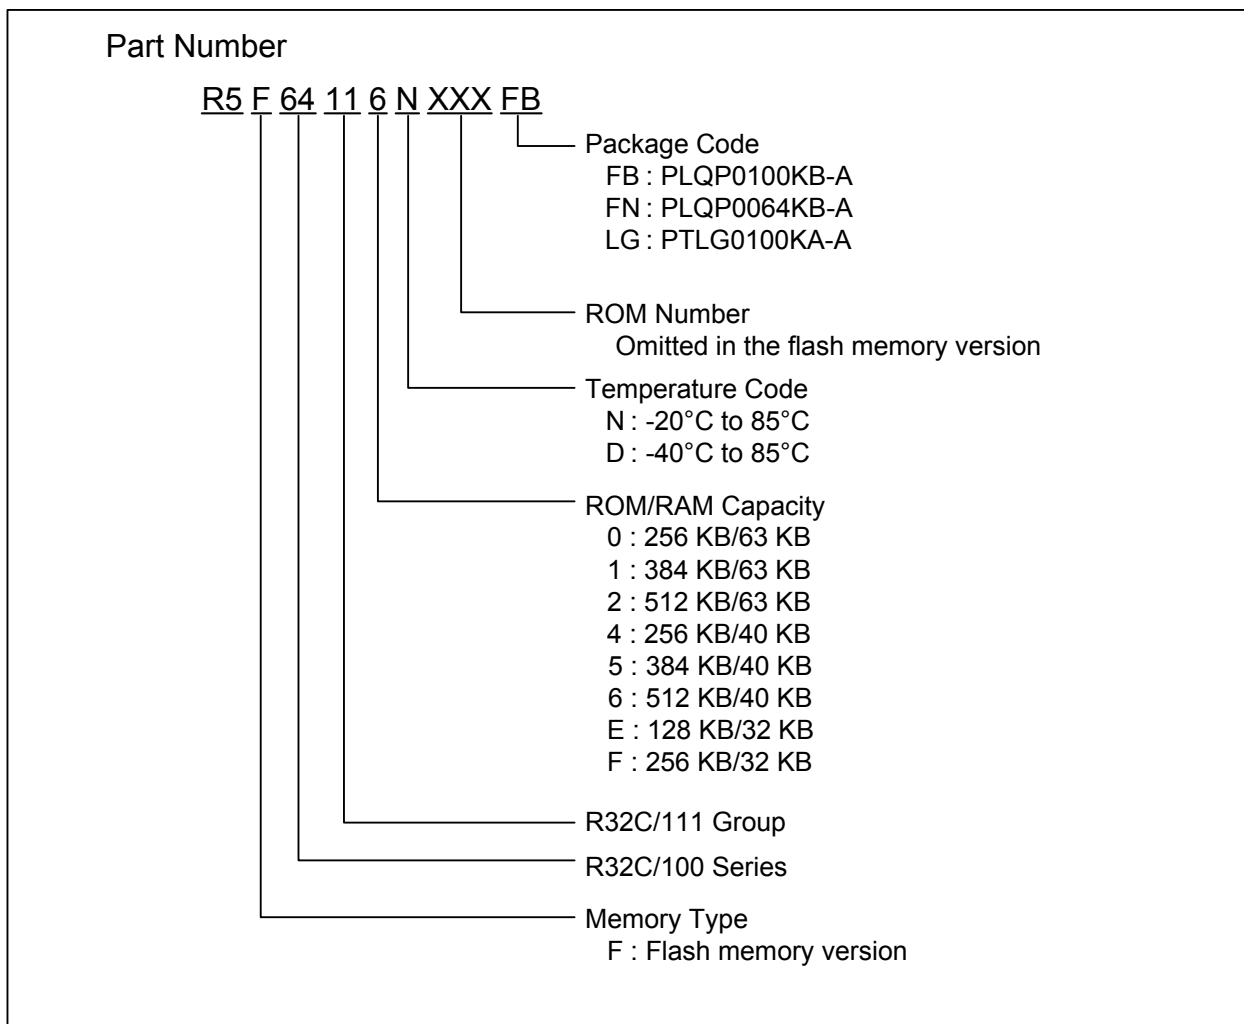 Part Number
R5 F 64 11 6 N XXX FB
Package Code
FB : PLQP0100KB-A
FN : PLQP0064KB-A
LG : PTLG0100KA-A
ROM Number
Omitted in the flash memory version
Temperature Code
N : -20°C to 85°C
D : -40°C to 85°C
ROM/RAM Capacity
0 : 256 KB/63 KB
1 : 384 KB/63 KB
2 : 512 KB/63 KB
4 : 256 KB/40 KB
5 : 384 KB/40 KB
6 : 512 KB/40 KB
E : 128 KB/32 KB
F : 256 KB/32 KB
R32C/111 Group
R32C/100 Series
Memory Type
F : Flash memory version